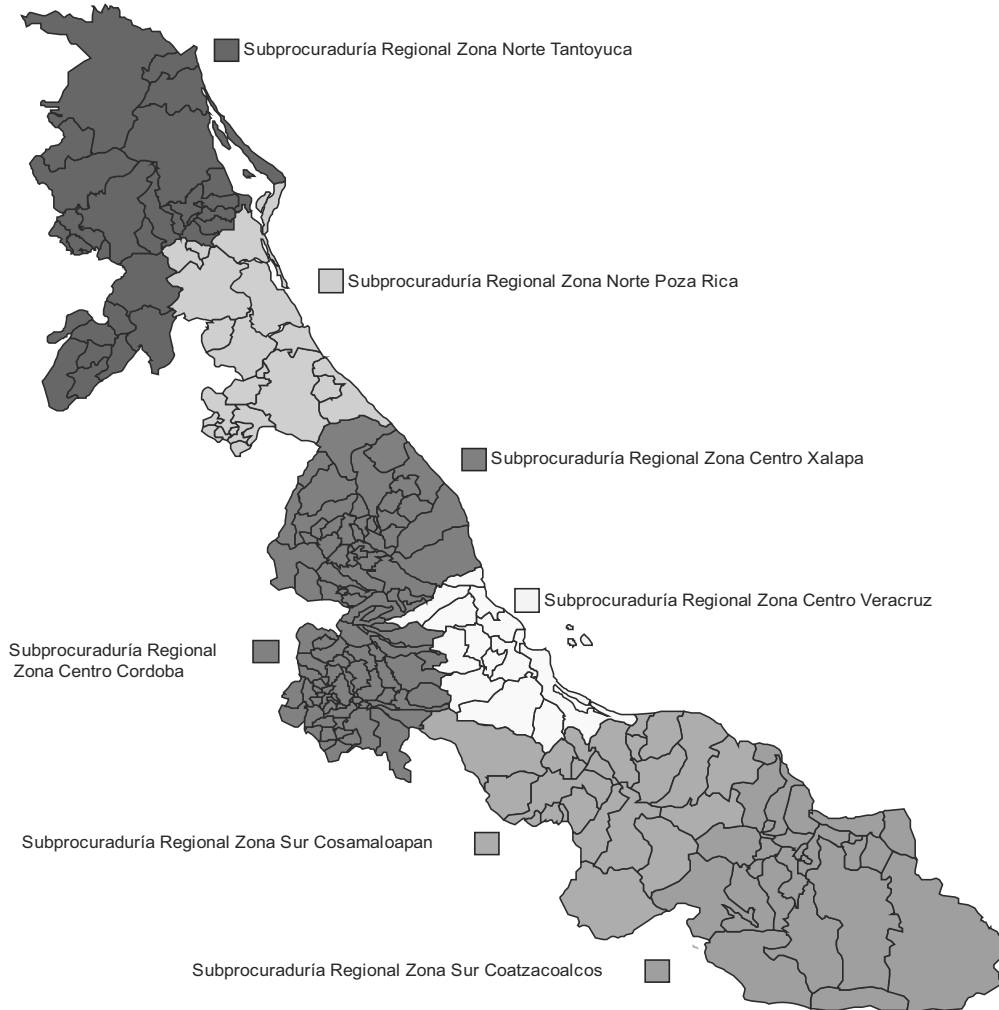 Subprocuraduría Regional Zona Norte Tantoyuca
Subprocuraduría Regional Zona Norte Poza Rica
Subprocuraduría Regional Zona Centro Xalapa
Subprocuraduría Regional Zona Centro Veracruz
Subprocuraduría Regional
Zona Centro Cordoba
Subprocuraduría Regional Zona Sur Cosamaloapan
Subprocuraduría Regional Zona Sur Coatzacoalcos